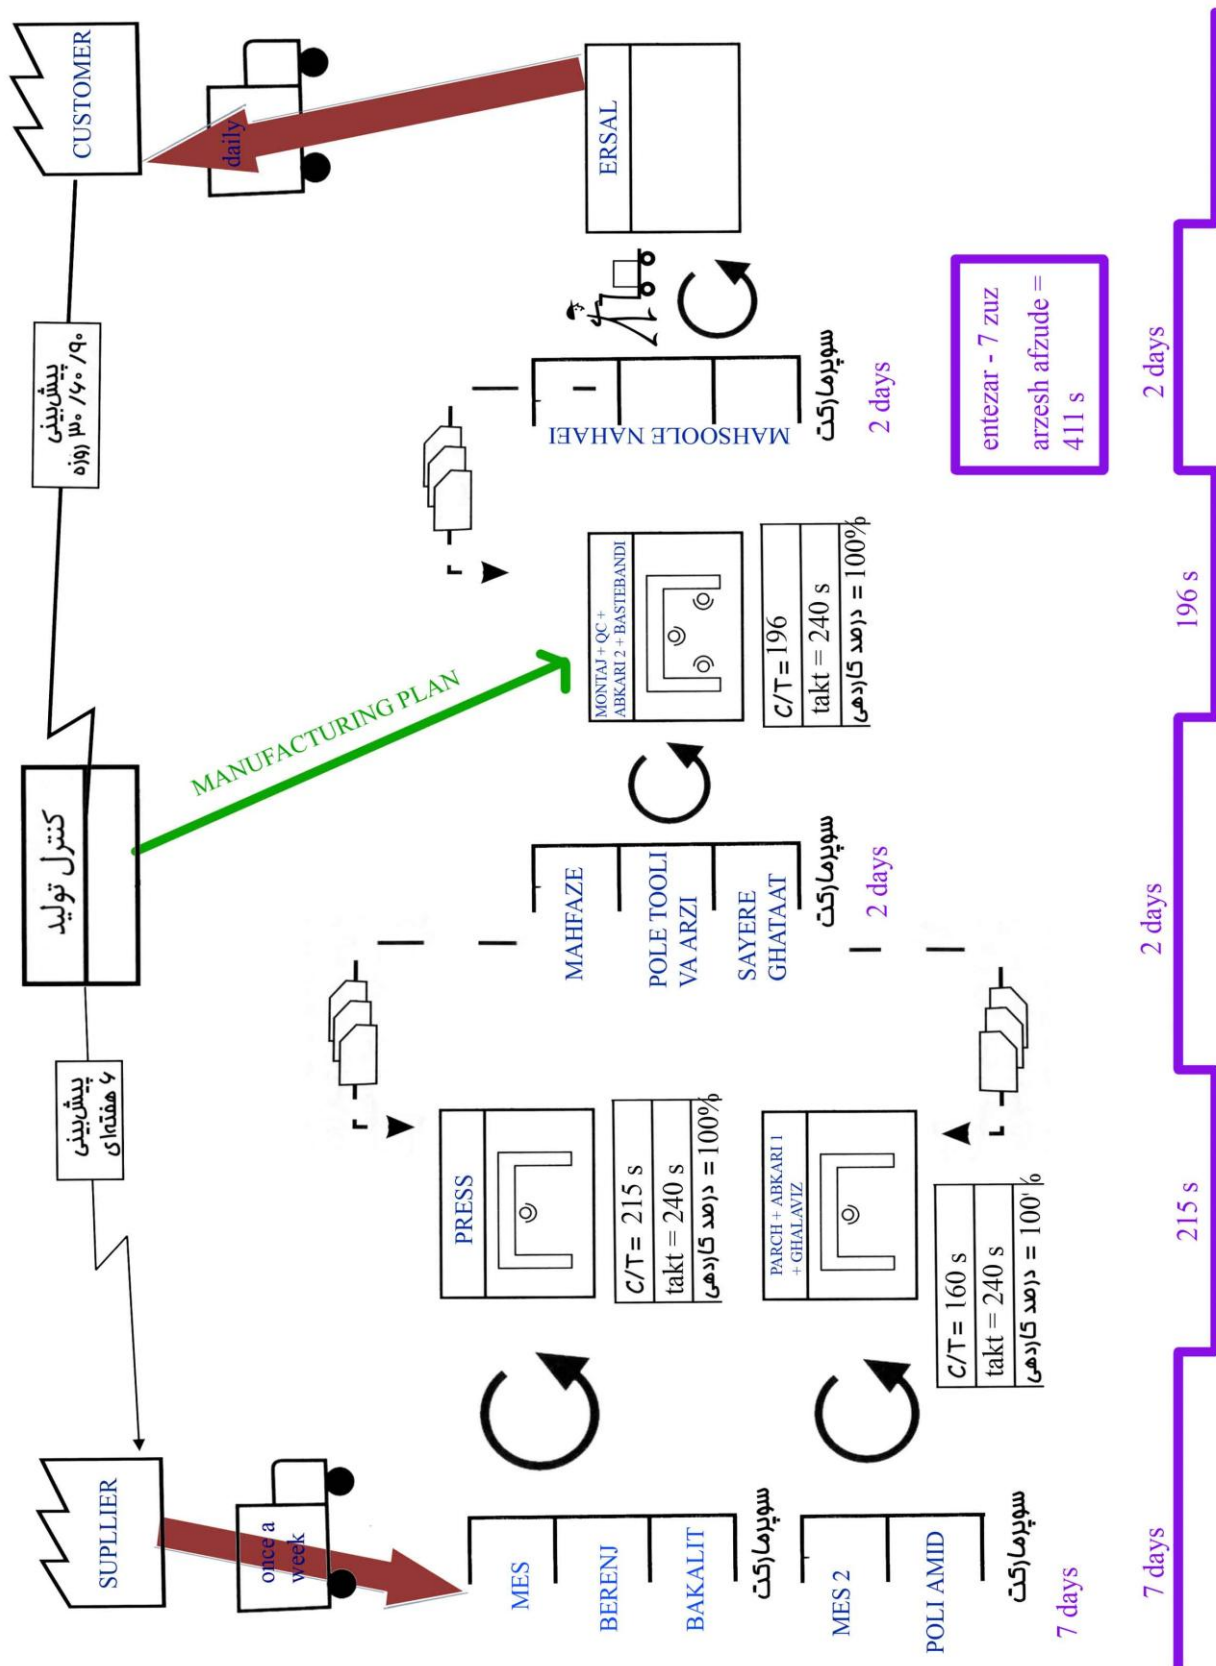 SUPLLIER
once a
week
پیش‌بینی
۶ هفته‌ای
کنترل تولید
پیش‌بینی
۳۰/ ۶۰/ ۹۰ روزه
CUSTOMER
daily
MANUFACTURING PLAN
MES
BERENJ
BAKALIT
سوپرمارکت
MES 2
POLI AMID
سوپرمارکت
7 days
PRESS
C/T = 215 s
takt = 240 s
درصد کاردهی = 100%
PARCH + ABKARI 1
+ GHALAVIZ
C/T = 160 s
takt = 240 s
درصد کاردهی = 100%
MAHFAZE
POLE TOOLI
VA ARZI
SAYERE
GHATAAT
سوپرمارکت
2 days
MONTAJ + QC +
ABKARI 2 + BASTEBANDI
C/T = 196
takt = 240 s
درصد کاردهی = 100%
MAHSOOLE NAHAEI
سوپرمارکت
2 days
ERSAL
entezar - 7 zuz
arzesh afzude =
411 s
7 days
215 s
2 days
196 s
2 days